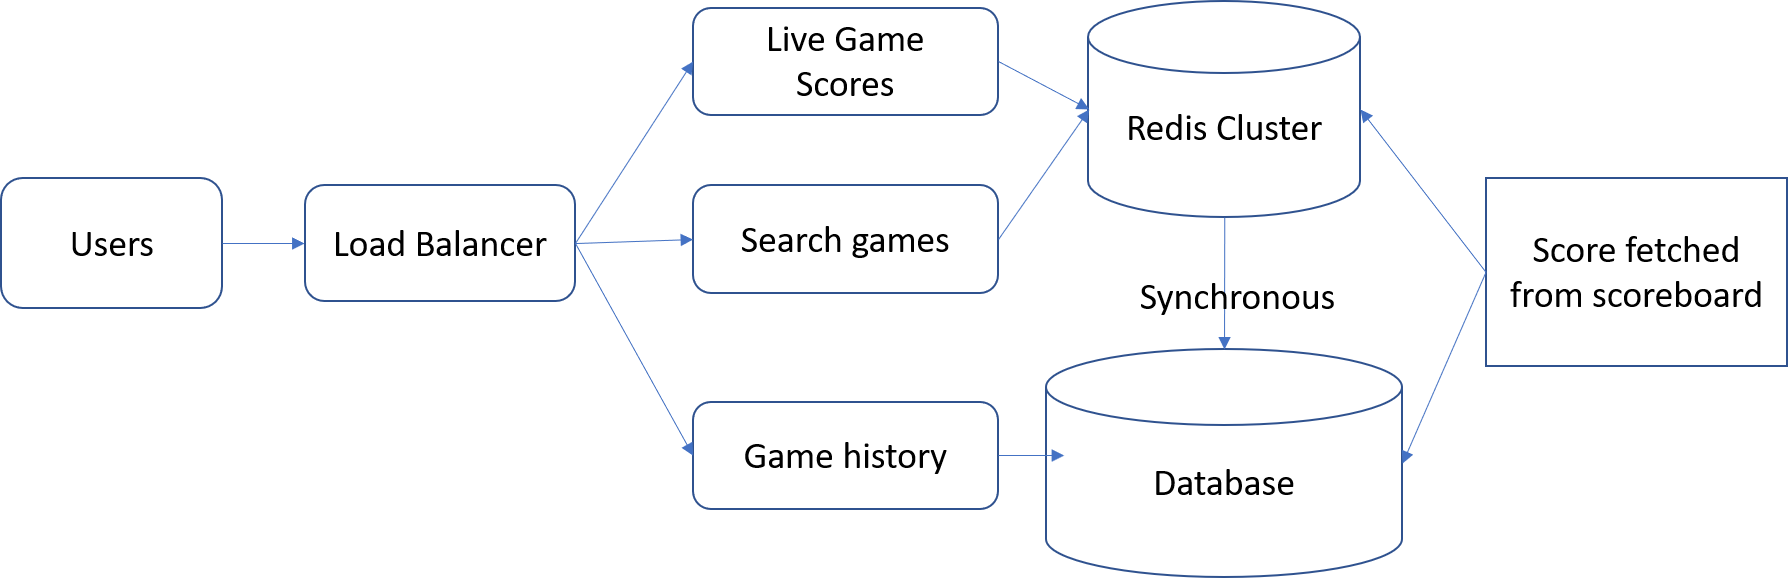 Users
Load Balancer
Live Game
Scores
Search games
Game history
Redis Cluster
Synchronous
Database
Score fetched
from scoreboard